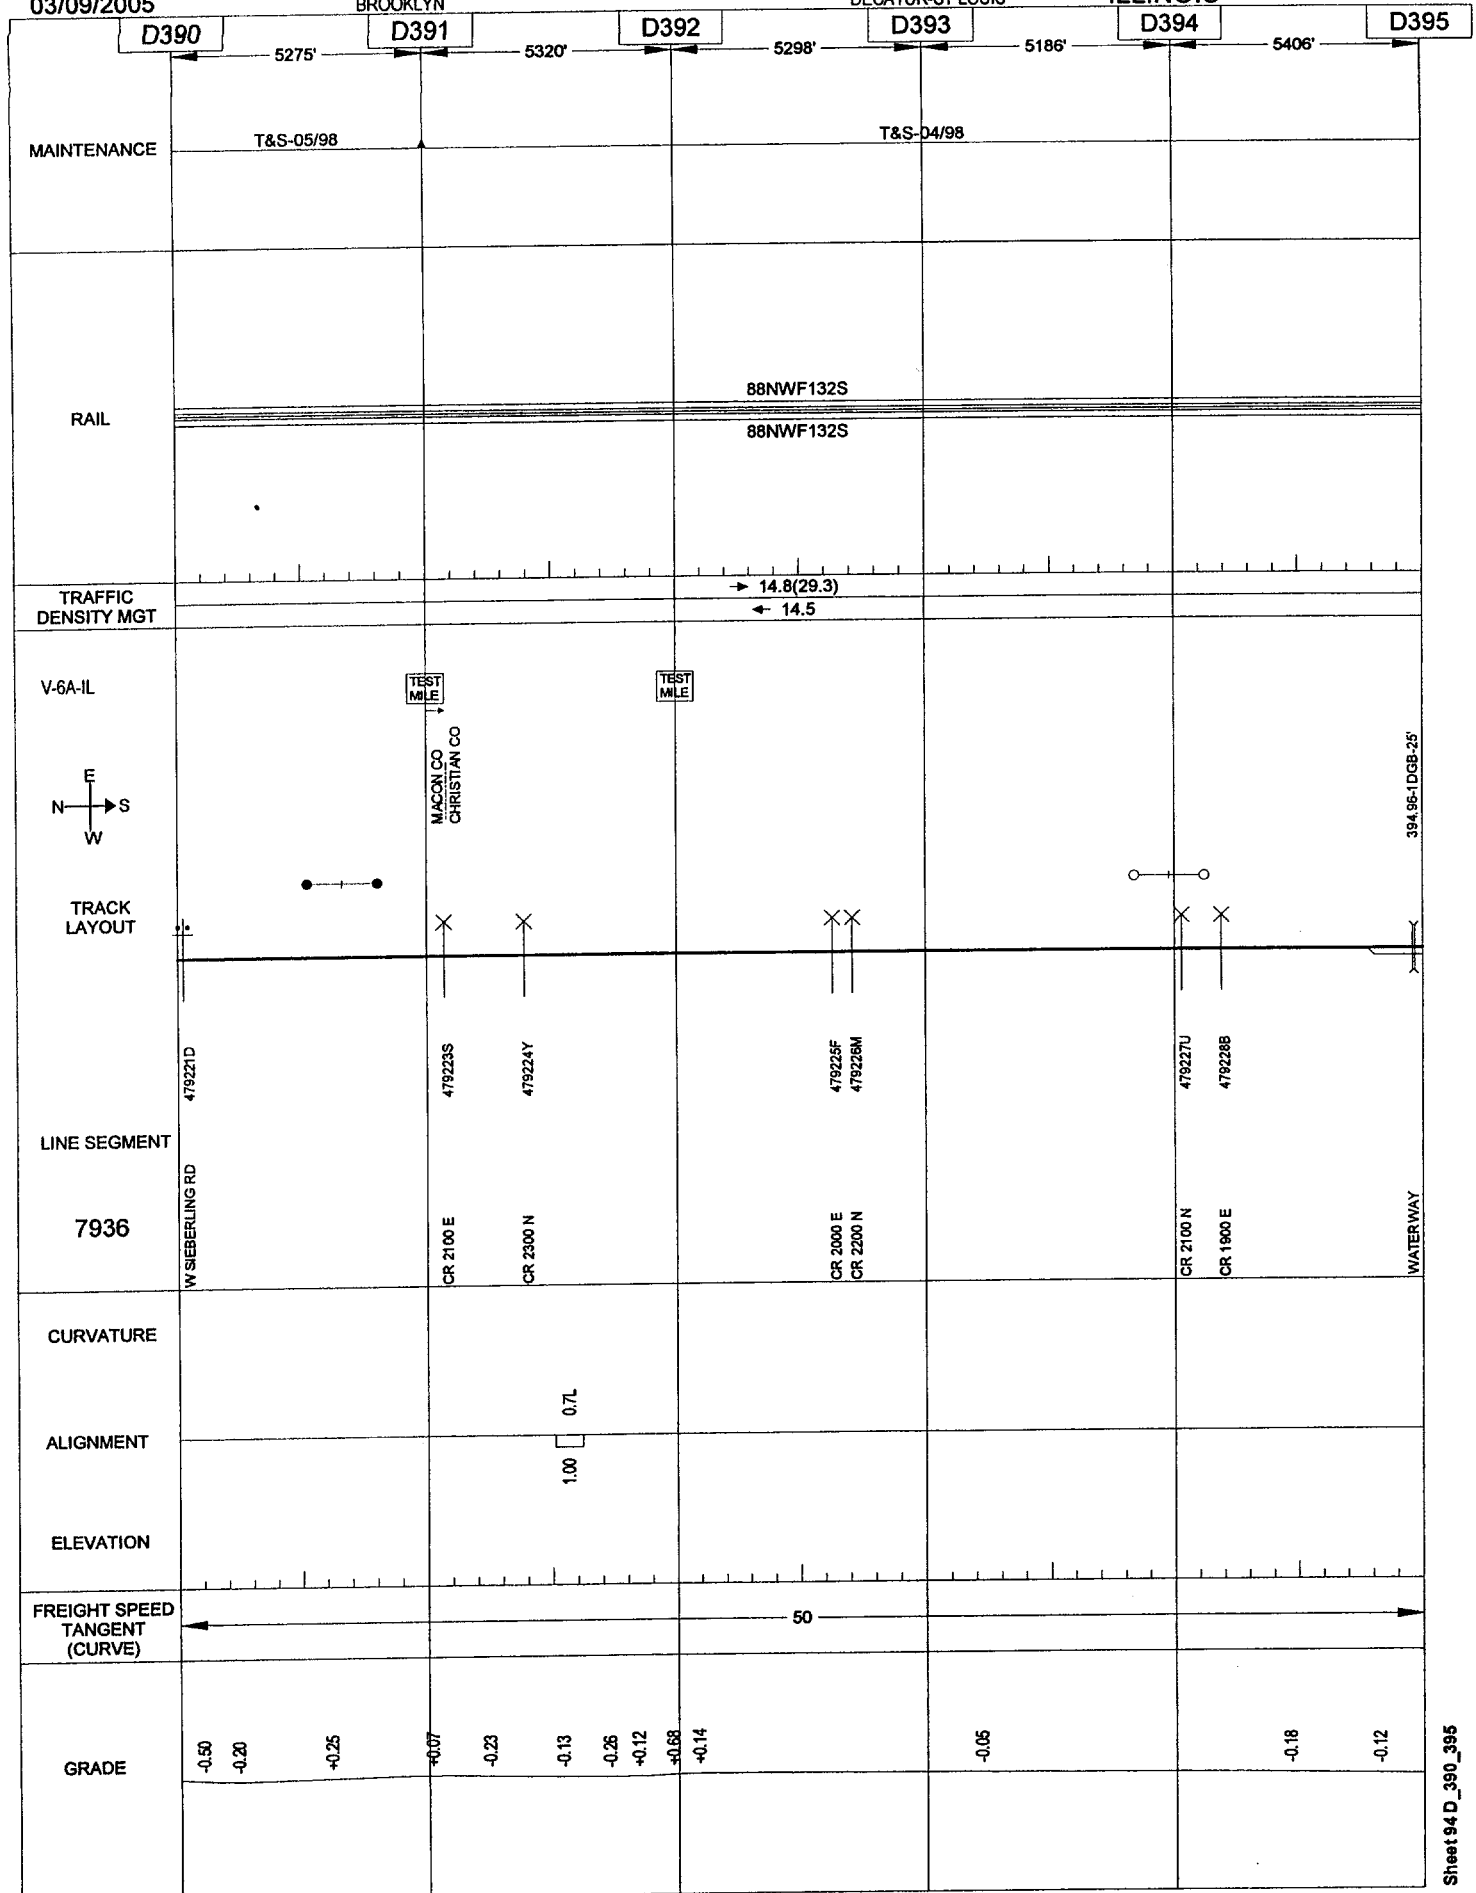 03/09/2005 BROOKLYN DECATUR-ST LOUIS ILLINOIS
D390 D391 D392 D393 D394 D395
5275' 5320' 5298' 5186' 5406'
MAINTENANCE
T&S-05/98
T&S-04/98
RAIL
88NWF132S
88NWF132S
TRAFFIC
DENSITY MGT
14.8(29.3)
14.5
V-6A-IL
TEST
MILE
TEST
MILE
MACON CO
CHRISTIAN CO
394.96-1DGB-25'
E
N S
W
TRACK
LAYOUT
479221D
479223S
479224Y
479225F
479226M
479227U
479228B
LINE SEGMENT
7936
W SIEBERLING RD
CR 2100 E
CR 2300 N
CR 2000 E
CR 2200 N
CR 2100 N
CR 1900 E
WATERWAY
CURVATURE
0.7L
ALIGNMENT
1.00
ELEVATION
FREIGHT SPEED
TANGENT
(CURVE)
50
GRADE
-0.50
-0.20
+0.25
+0.07
-0.23
-0.13
-0.26
+0.12
+0.68
+0.14
-0.05
-0.18
-0.12
Sheet 94 D_390_395